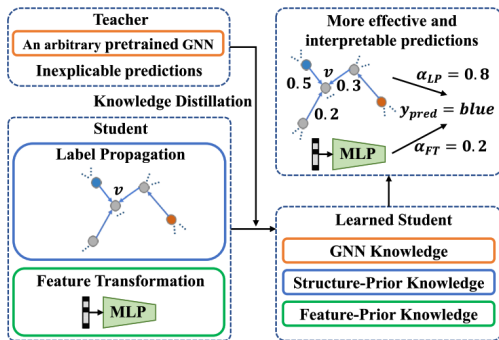 Teacher
An arbitrary pretrained GNN
Inexplicable predictions
Knowledge Distillation
Student
Label Propagation
v
Feature Transformation
MLP
More effective and
interpretable predictions
0.5
v
0.3
0.2
α_LP = 0.8
y_pred = blue
α_FT = 0.2
MLP
Learned Student
GNN Knowledge
Structure-Prior Knowledge
Feature-Prior Knowledge